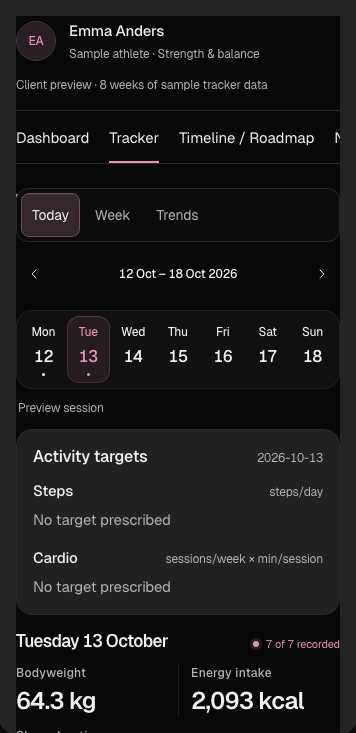 EA
Emma Anders
Sample athlete · Strength & balance
Client preview · 8 weeks of sample tracker data
Dashboard Tracker Timeline / Roadmap
Today Week Trends
12 Oct – 18 Oct 2026
Mon Tue Wed Thu Fri Sat Sun
12 13 14 15 16 17 18
Preview session
Activity targets 2026-10-13
Steps steps/day
No target prescribed
Cardio sessions/week × min/session
No target prescribed
Tuesday 13 October 7 of 7 recorded
Bodyweight Energy intake
64.3 kg 2,093 kcal